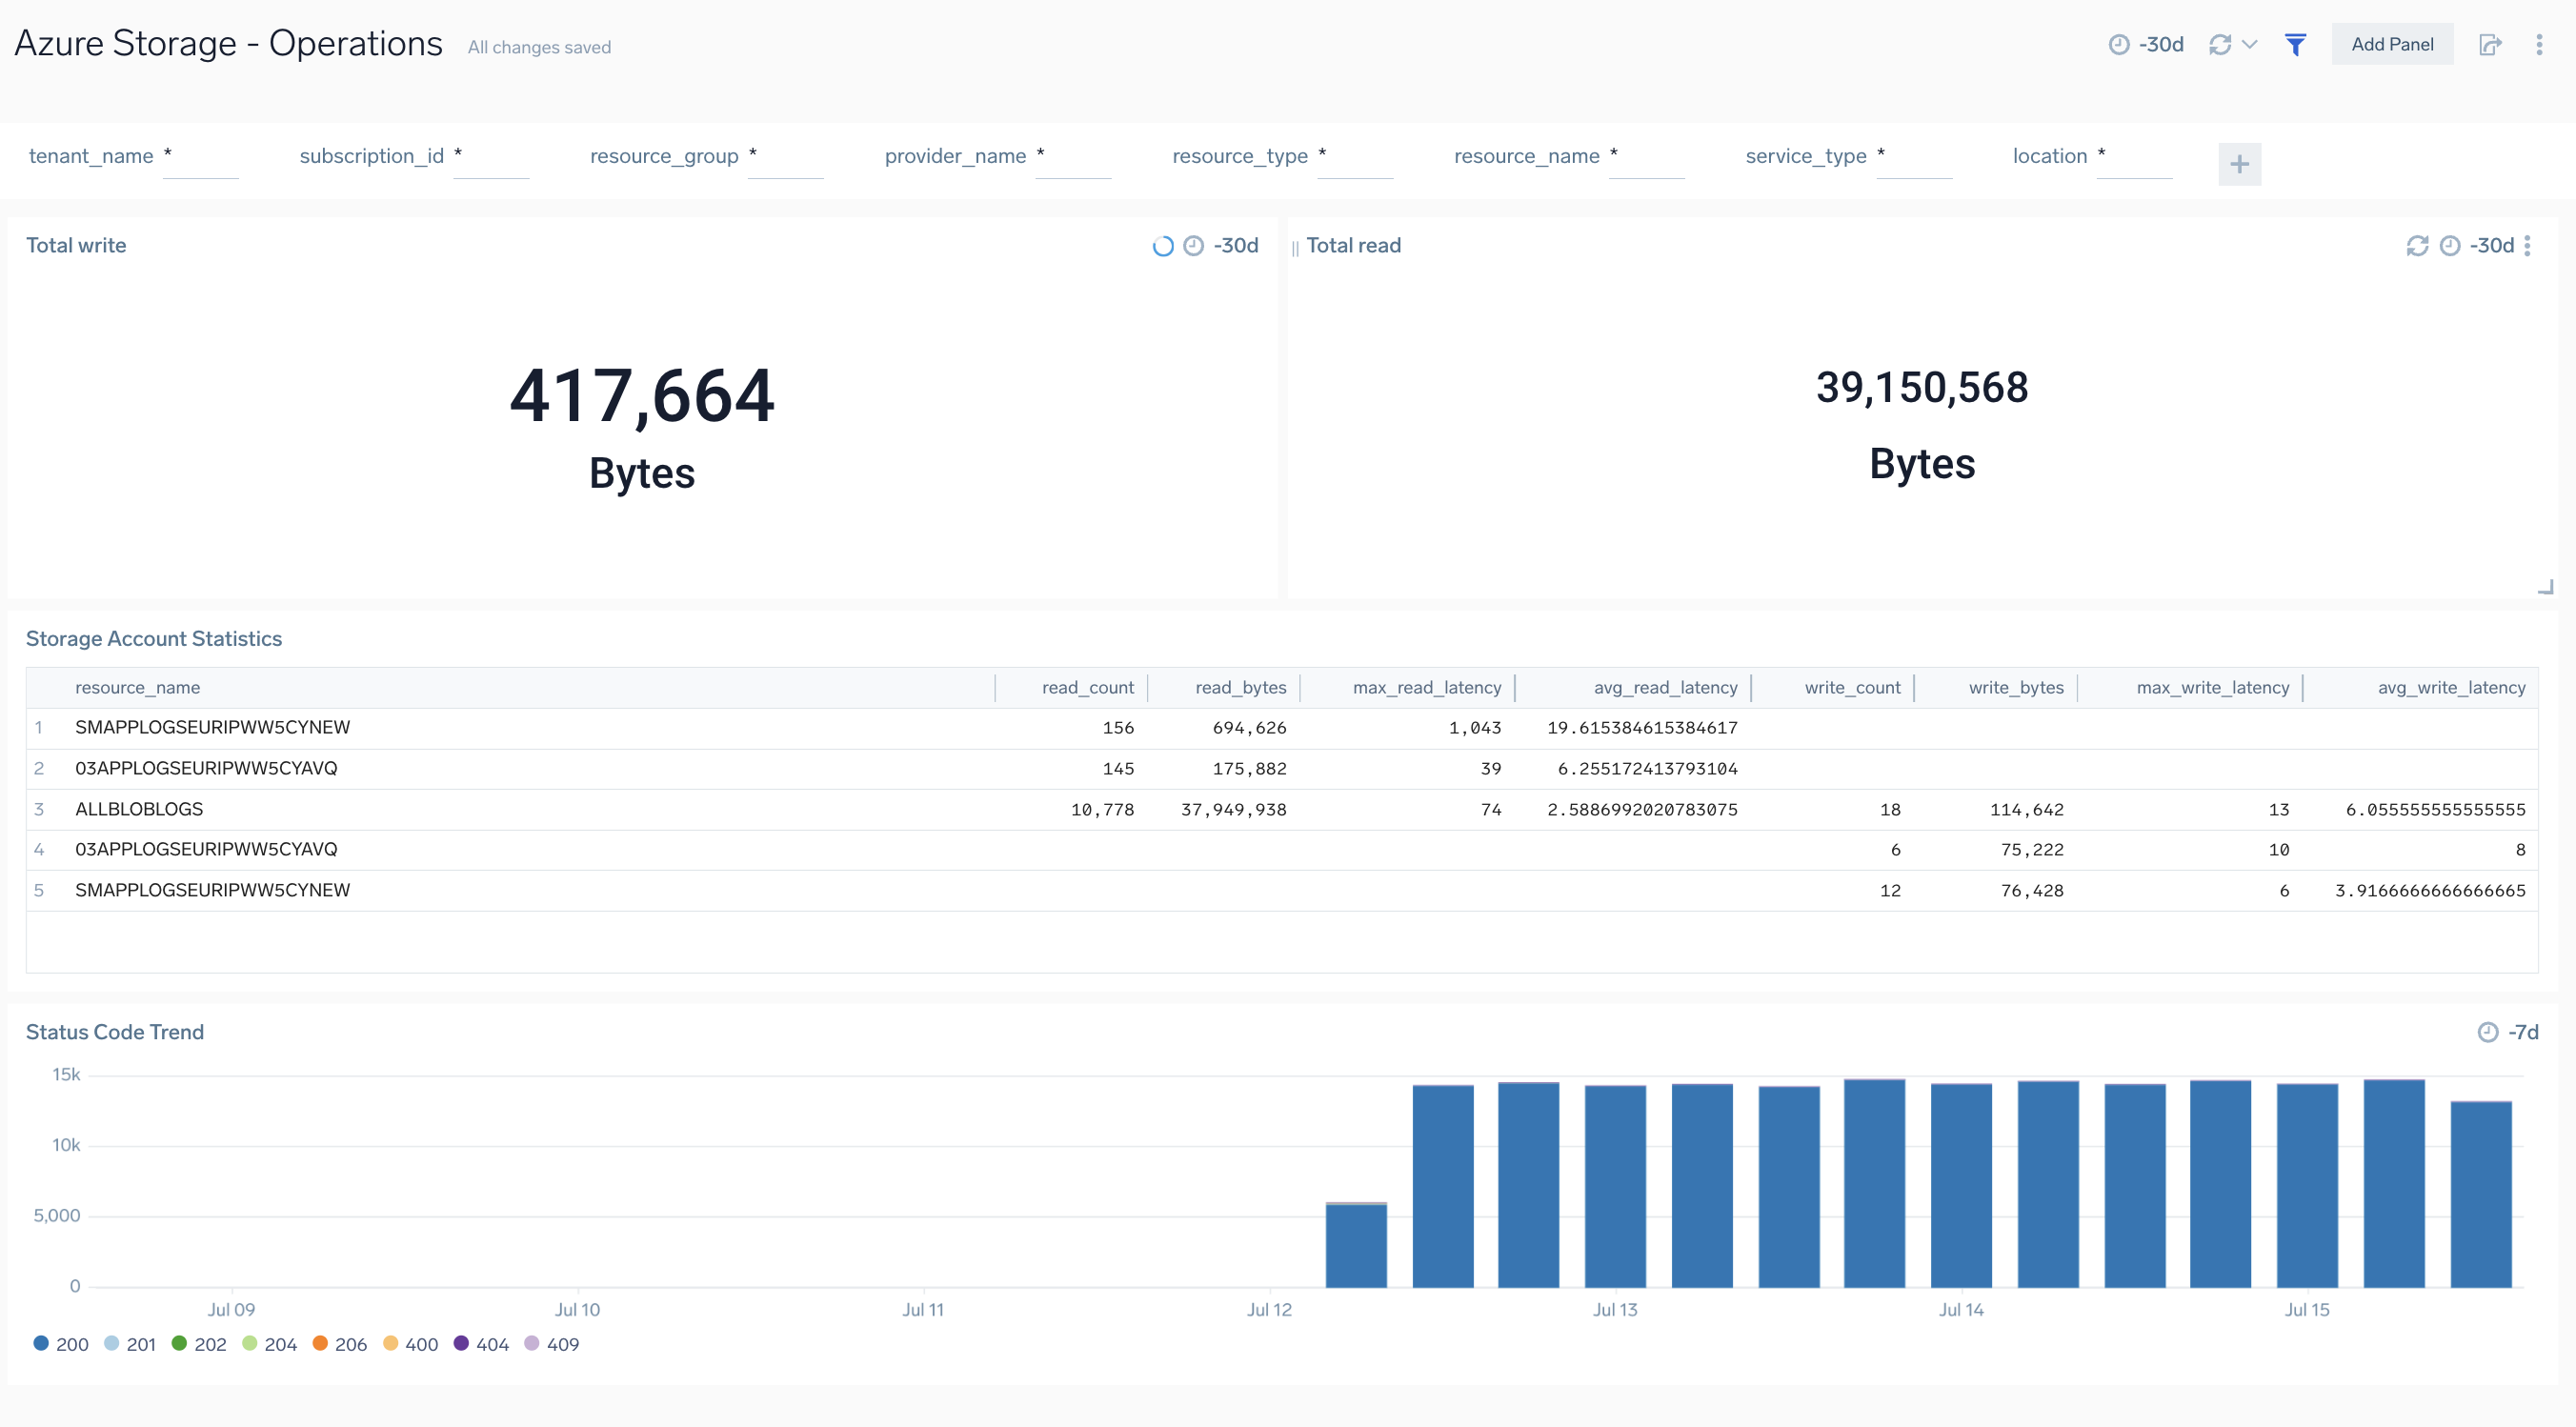 Azure Storage - Operations All changes saved -30d Add Panel
tenant_name * subscription_id * resource_group * provider_name * resource_type * resource_name * service_type * location * +
Total write -30d
417,664
Bytes
Total read -30d
39,150,568
Bytes
Storage Account Statistics
resource_name read_count read_bytes max_read_latency avg_read_latency write_count write_bytes max_write_latency avg_write_latency
1 SMAPPLOGSEURIPWW5CYNEW 156 694,626 1,043 19.615384615384617
2 03APPLOGSEURIPWW5CYAVQ 145 175,882 39 6.255172413793104
3 ALLBLOBLOGS 10,778 37,949,938 74 2.5886992020783075 18 114,642 13 6.055555555555555
4 03APPLOGSEURIPWW5CYAVQ 6 75,222 10 8
5 SMAPPLOGSEURIPWW5CYNEW 12 76,428 6 3.9166666666666665
Status Code Trend -7d
15k
10k
5,000
0
Jul 09 Jul 10 Jul 11 Jul 12 Jul 13 Jul 14 Jul 15
200 201 202 204 206 400 404 409